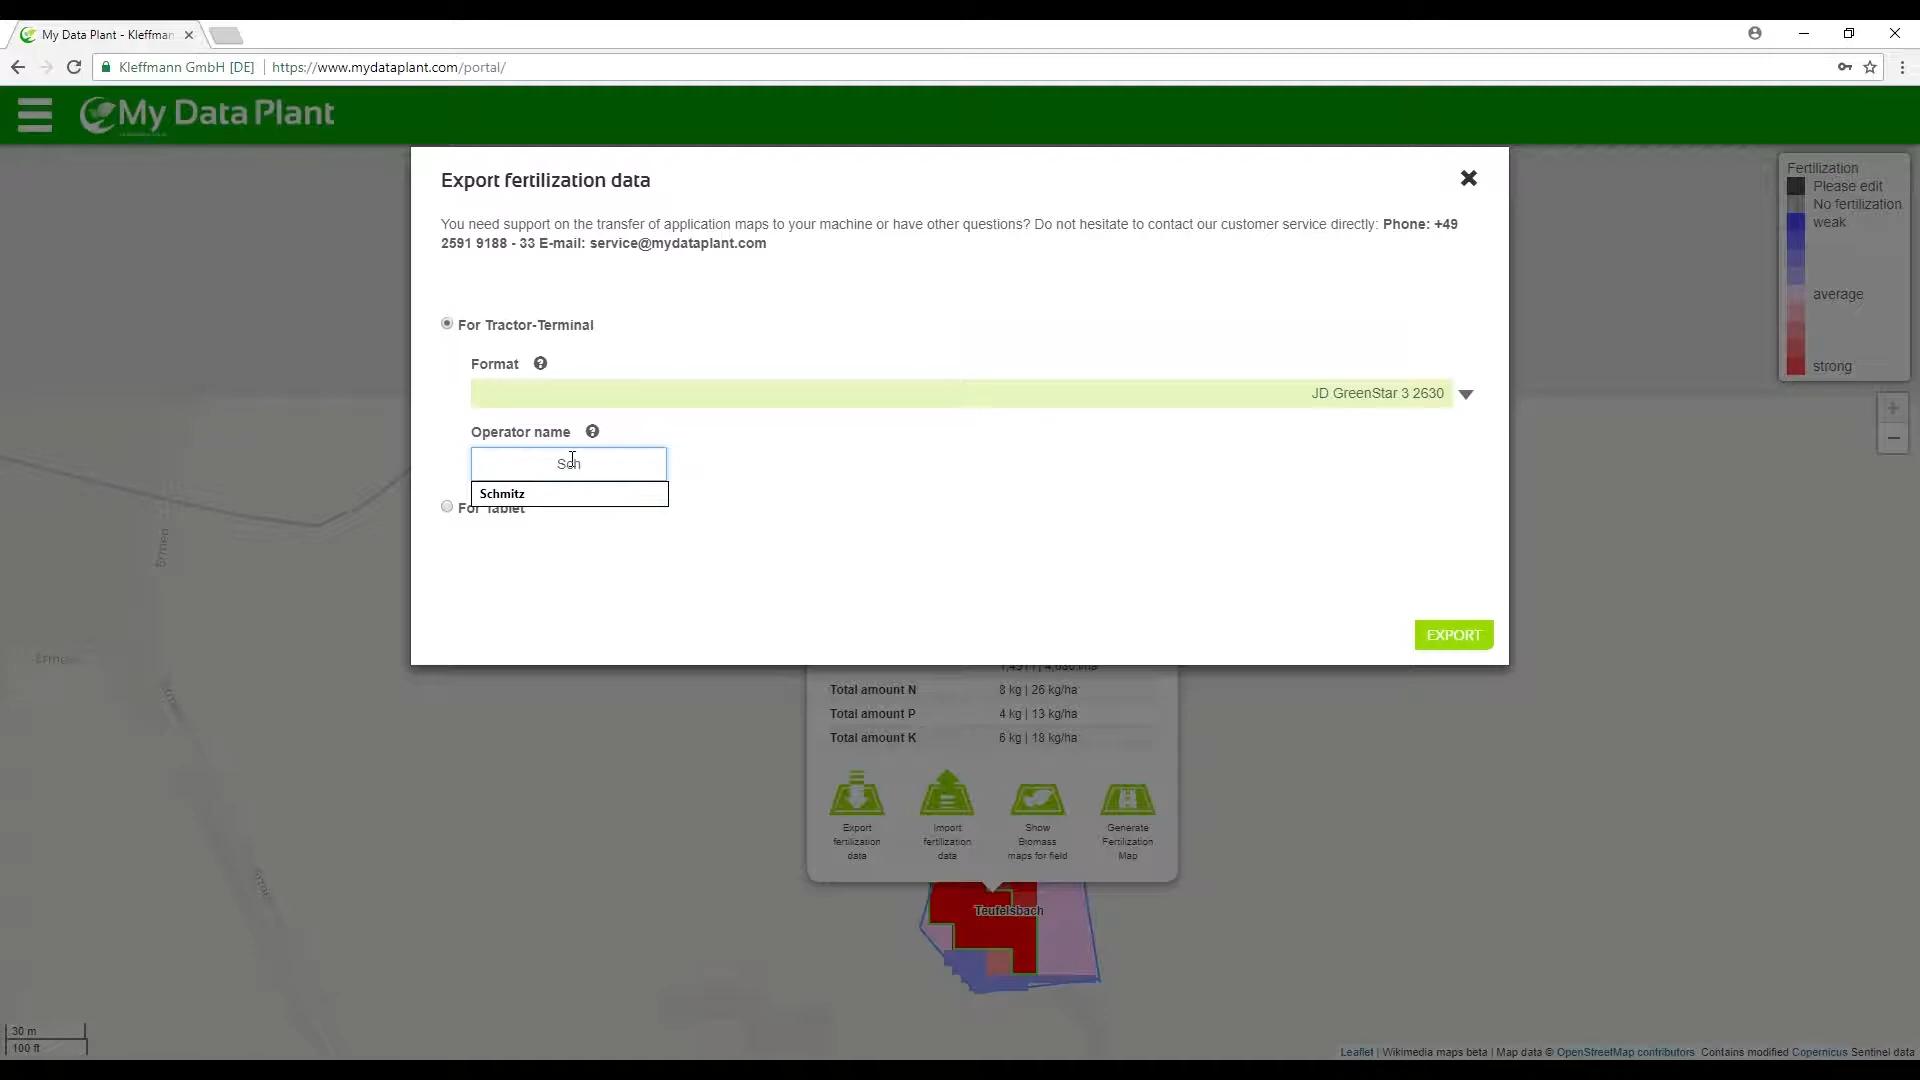 My Data Plant - Kleffman
Kleffmann GmbH [DE] https://www.mydataplant.com/portal/
My Data Plant
Export fertilization data
You need support on the transfer of application maps to your machine or have other questions? Do not hesitate to contact our customer service directly: Phone: +49
2591 9188 - 33 E-mail: service@mydataplant.com
For Tractor-Terminal
Format
JD GreenStar 3 2630
Operator name
Sch
Schmitz
For Tablet
EXPORT
Fertilization
Please edit
No fertilization
weak
average
strong
Total amount N 8 kg | 26 kg/ha
Total amount P 4 kg | 13 kg/ha
Total amount K 6 kg | 18 kg/ha
Export
fertilization
data
Import
fertilization
data
Show
Biomass
maps for field
Generate
Fertilization
Map
Teufelsbach
30 m
100 ft
Leaflet | Wikimedia maps beta | Map data © OpenStreetMap contributors, Contains modified Copernicus Sentinel data